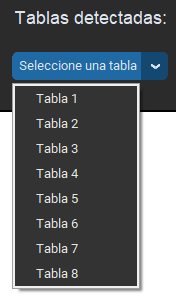 Tablas detectadas:
Seleccione una tabla
Tabla 1
Tabla 2
Tabla 3
Tabla 4
Tabla 5
Tabla 6
Tabla 7
Tabla 8